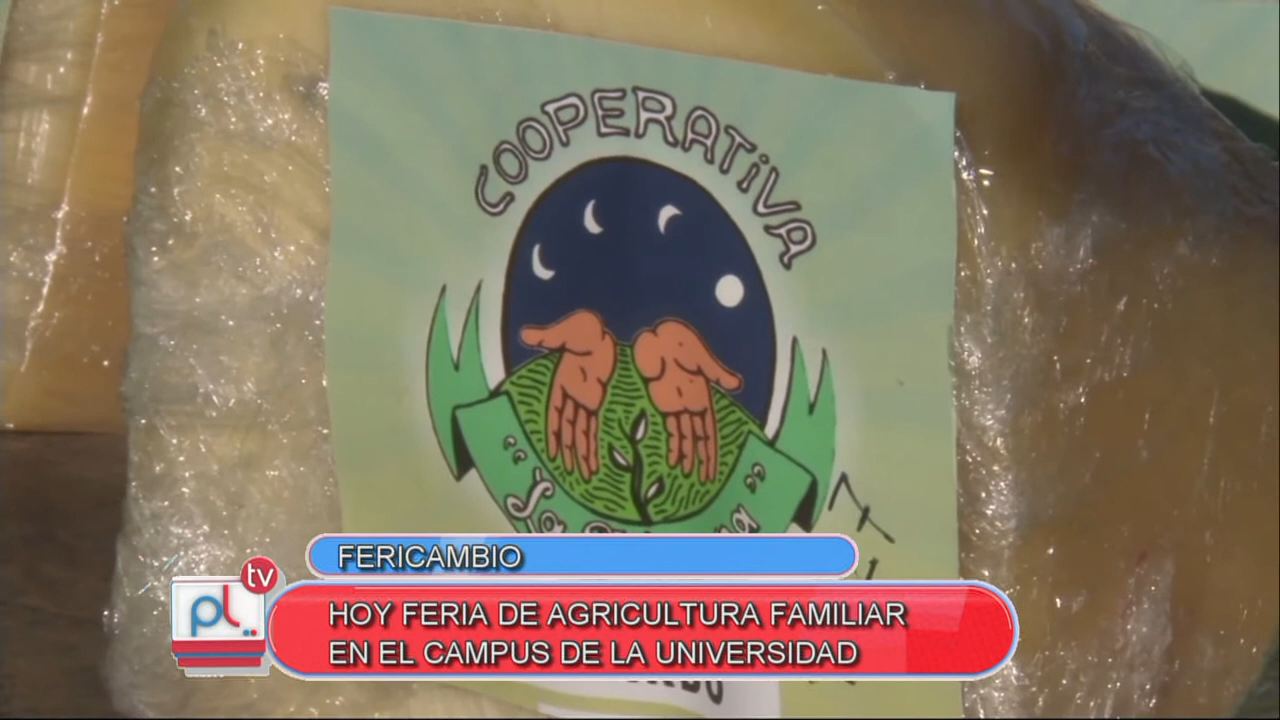 COOPERATiVA
FERICAMBIO
tv
pl..
HOY FERIA DE AGRICULTURA FAMILIAR
EN EL CAMPUS DE LA UNIVERSIDAD